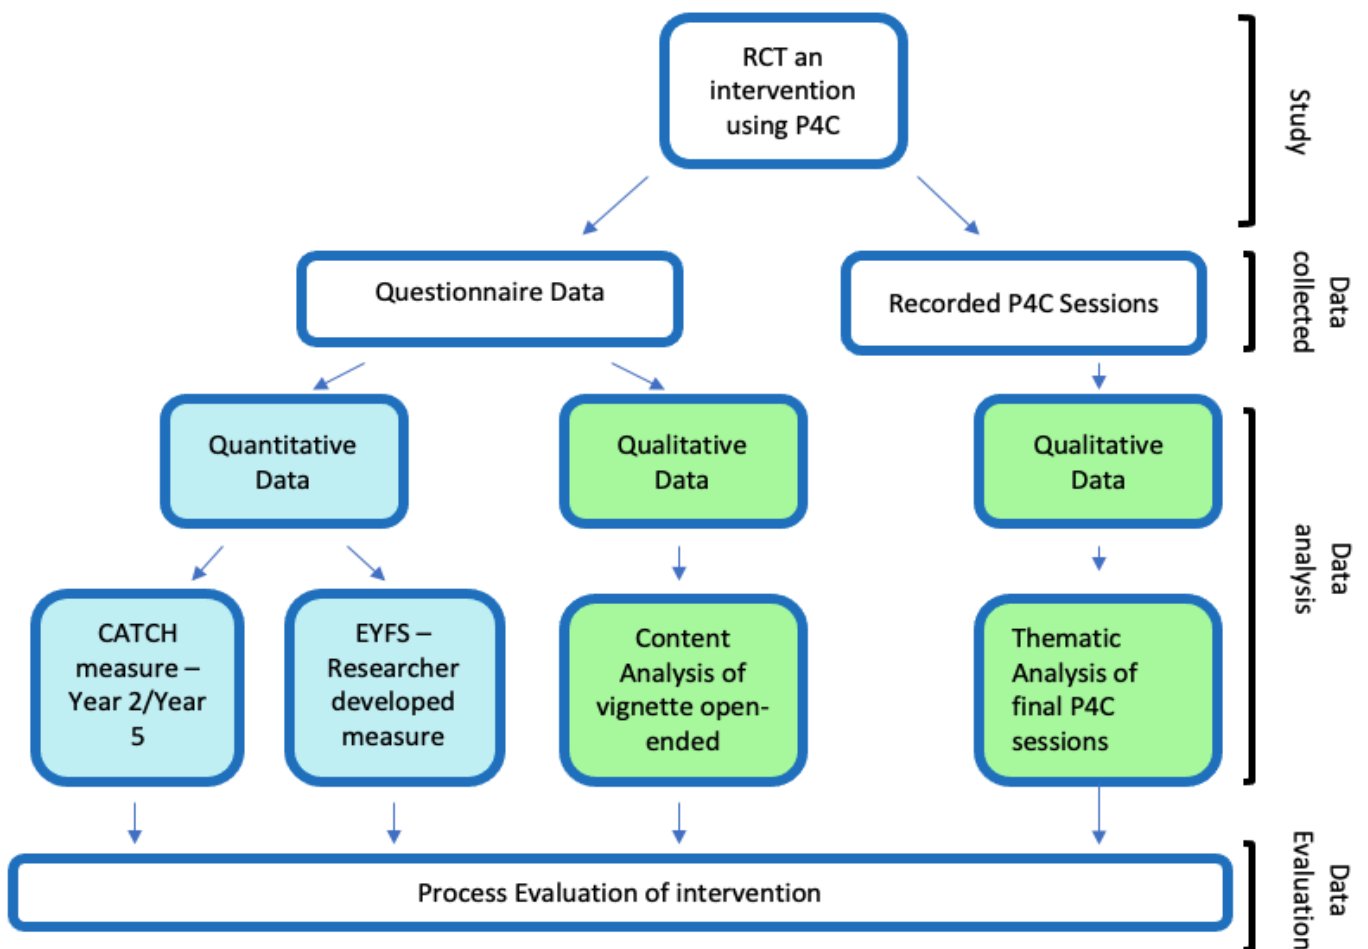 RCT an
intervention
using P4C
Study
Questionnaire Data
Recorded P4C Sessions
Data
collected
Quantitative
Data
Qualitative
Data
Qualitative
Data
Data
analysis
CATCH
measure –
Year 2/Year
5
EYFS –
Researcher
developed
measure
Content
Analysis of
vignette open-
ended
Thematic
Analysis of
final P4C
sessions
Process Evaluation of intervention
Data
Evaluation